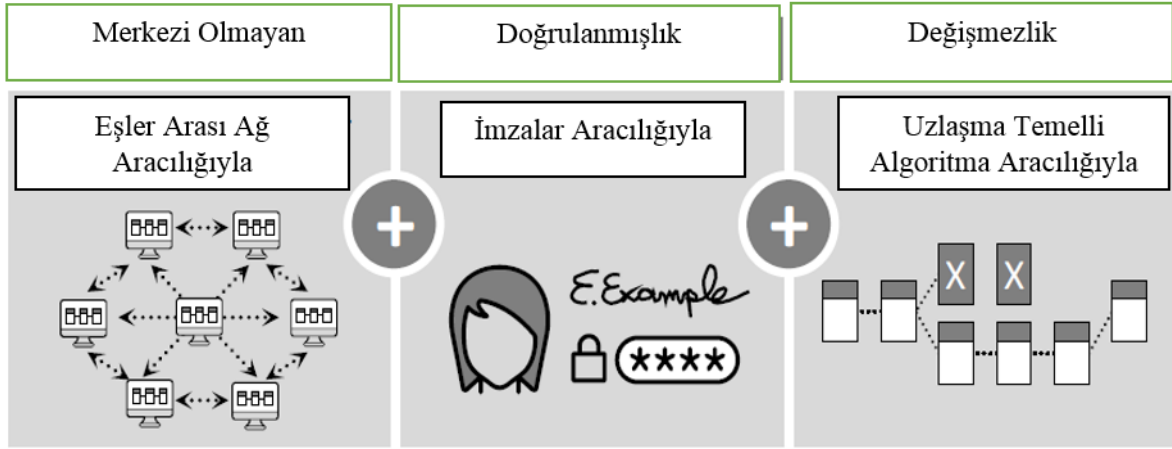 Merkezi Olmayan
Doğrulanmışlık
Değişmezlik
Eşler Arası Ağ
Aracılığıyla
İmzalar Aracılığıyla
Uzlaşma Temelli
Algoritma Aracılığıyla
+
+
E.Example
****
X X